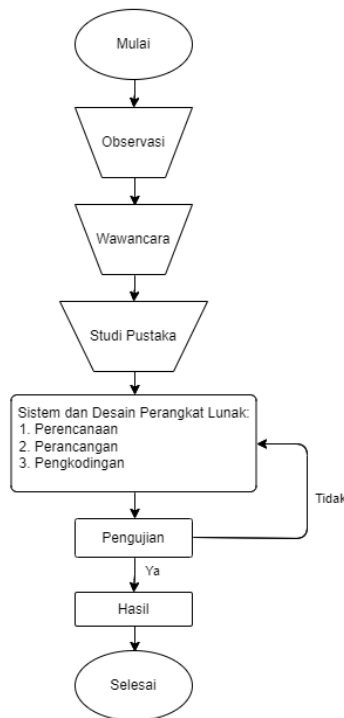 Mulai
Observasi
Wawancara
Studi Pustaka
Sistem dan Desain Perangkat Lunak:
1. Perencanaan
2. Perancangan
3. Pengkodingan
Tidak
Pengujian
Ya
Hasil
Selesai